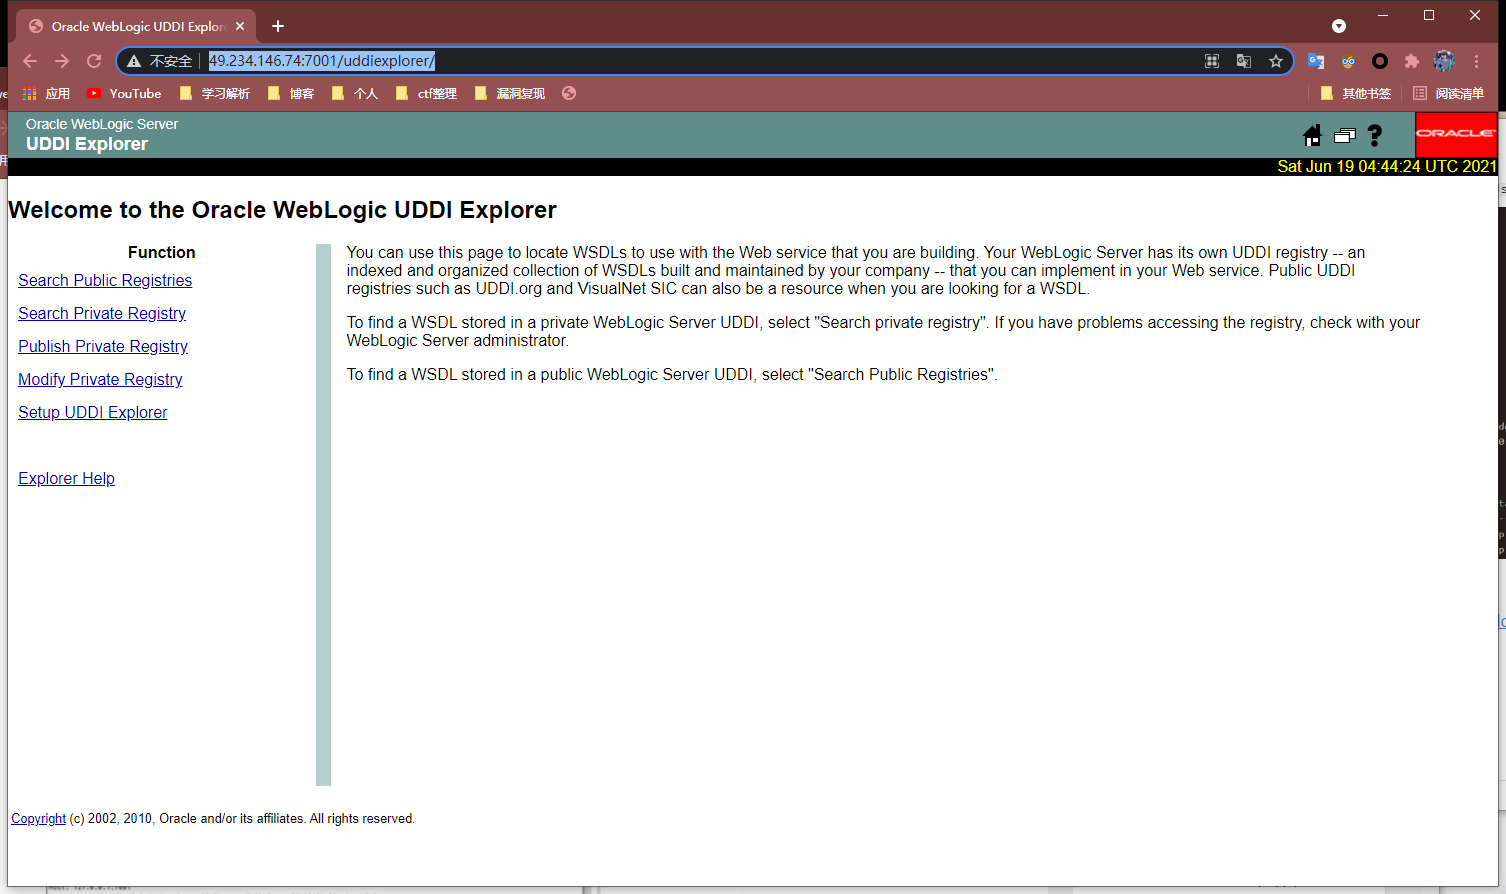 Oracle WebLogic UDDI Explor
不安全
49.234.146.74:7001/uddiexplorer/
应用
YouTube
学习解析
博客
个人
ctf整理
漏洞复现
其他书签
阅读清单
Oracle WebLogic Server
UDDI Explorer
ORACLE
Sat Jun 19 04:44:24 UTC 2021
Welcome to the Oracle WebLogic UDDI Explorer
Function
Search Public Registries
Search Private Registry
Publish Private Registry
Modify Private Registry
Setup UDDI Explorer
Explorer Help
You can use this page to locate WSDLs to use with the Web service that you are building. Your WebLogic Server has its own UDDI registry -- an
indexed and organized collection of WSDLs built and maintained by your company -- that you can implement in your Web service. Public UDDI
registries such as UDDI.org and VisualNet SIC can also be a resource when you are looking for a WSDL.
To find a WSDL stored in a private WebLogic Server UDDI, select "Search private registry". If you have problems accessing the registry, check with your
WebLogic Server administrator.
To find a WSDL stored in a public WebLogic Server UDDI, select "Search Public Registries".
Copyright (c) 2002, 2010, Oracle and/or its affiliates. All rights reserved.